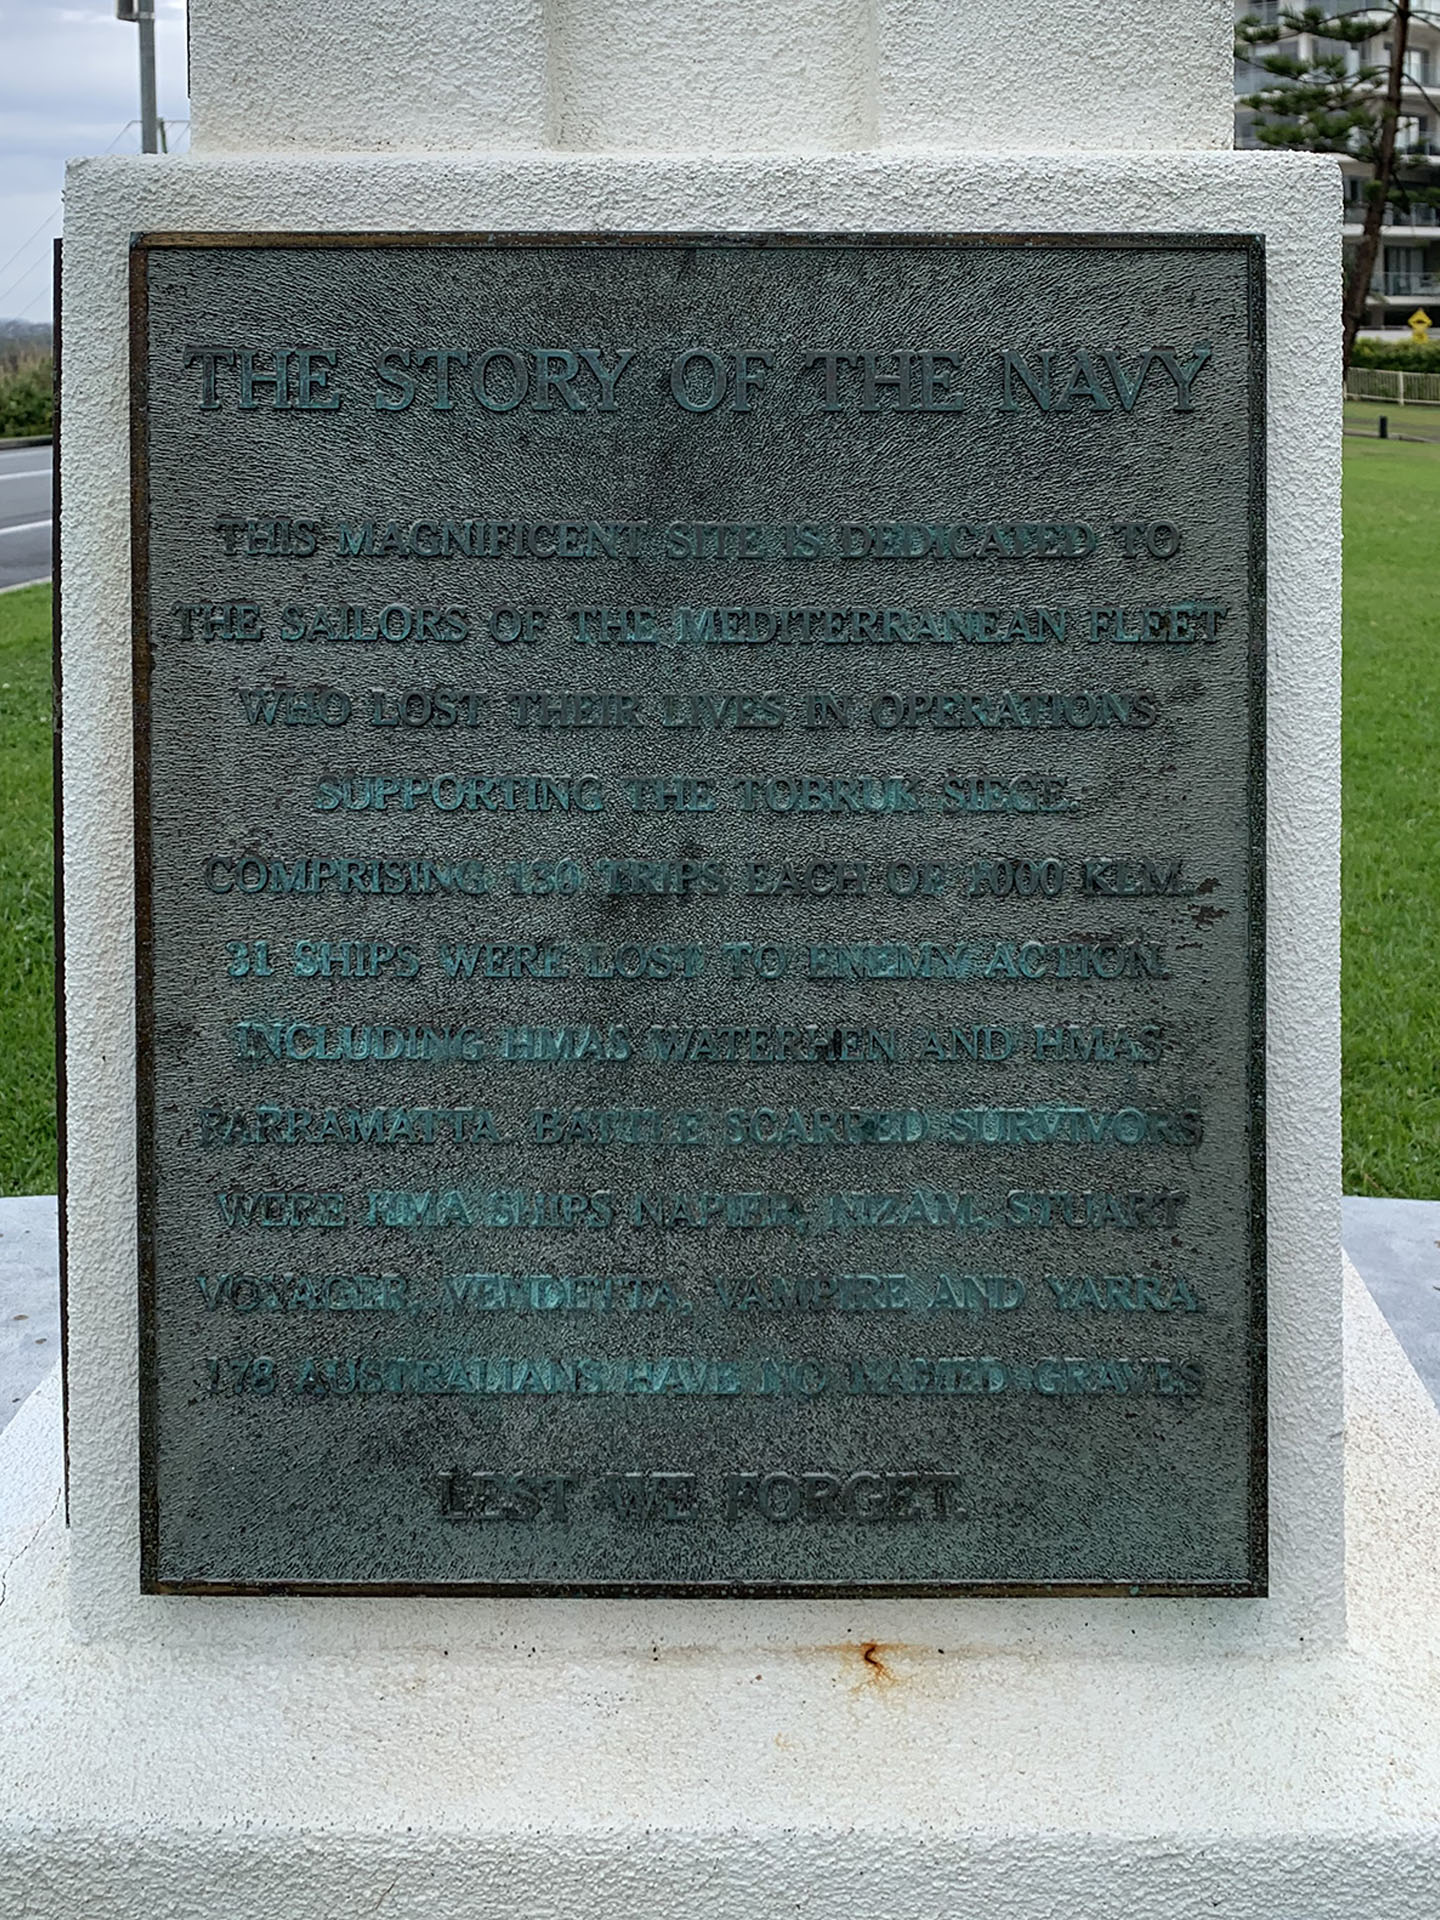 THE STORY OF THE NAVY
THIS MAGNIFICENT SITE IS DEDICATED TO
THE SAILORS OF THE MEDITERRANEAN FLEET
WHO LOST THEIR LIVES IN OPERATIONS
SUPPORTING THE TOBRUK SIEGE.
COMPRISING 130 TRIPS EACH OF 1000 KLM.
31 SHIPS WERE LOST TO ENEMY ACTION.
INCLUDING HMAS WATERHEN AND HMAS
PARRAMATTA. BATTLE SCARRED SURVIVORS
WERE HMA SHIPS NAPIER, NIZAM, STUART
VOYAGER, VENDETTA, VAMPIRE AND YARRA
178 AUSTRALIANS HAVE NO NAMED GRAVES
LEST WE FORGET.